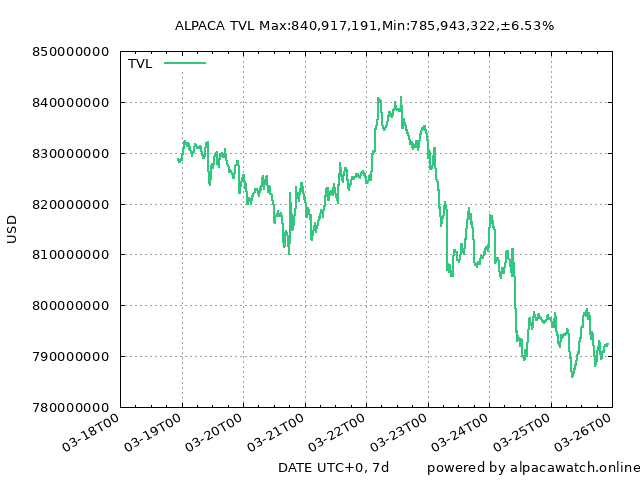 ALPACA TVL Max:840,917,191,Min:785,943,322,±6.53%
TVL
850000000
840000000
830000000
820000000
810000000
800000000
790000000
780000000
USD
03-18T00
03-19T00
03-20T00
03-21T00
03-22T00
03-23T00
03-24T00
03-25T00
03-26T00
DATE UTC+0, 7d
powered by alpacawatch.online